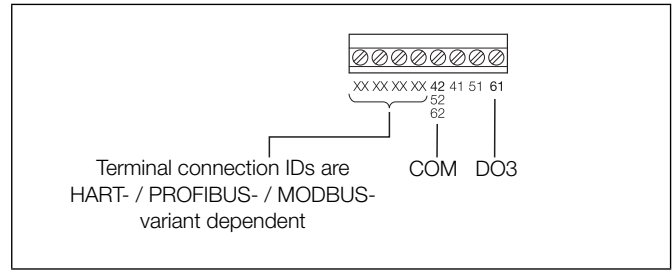 XX XX XX XX 42 41 51 61
52
62
Terminal connection IDs are
HART- / PROFIBUS- / MODBUS-
variant dependent
COM DO3